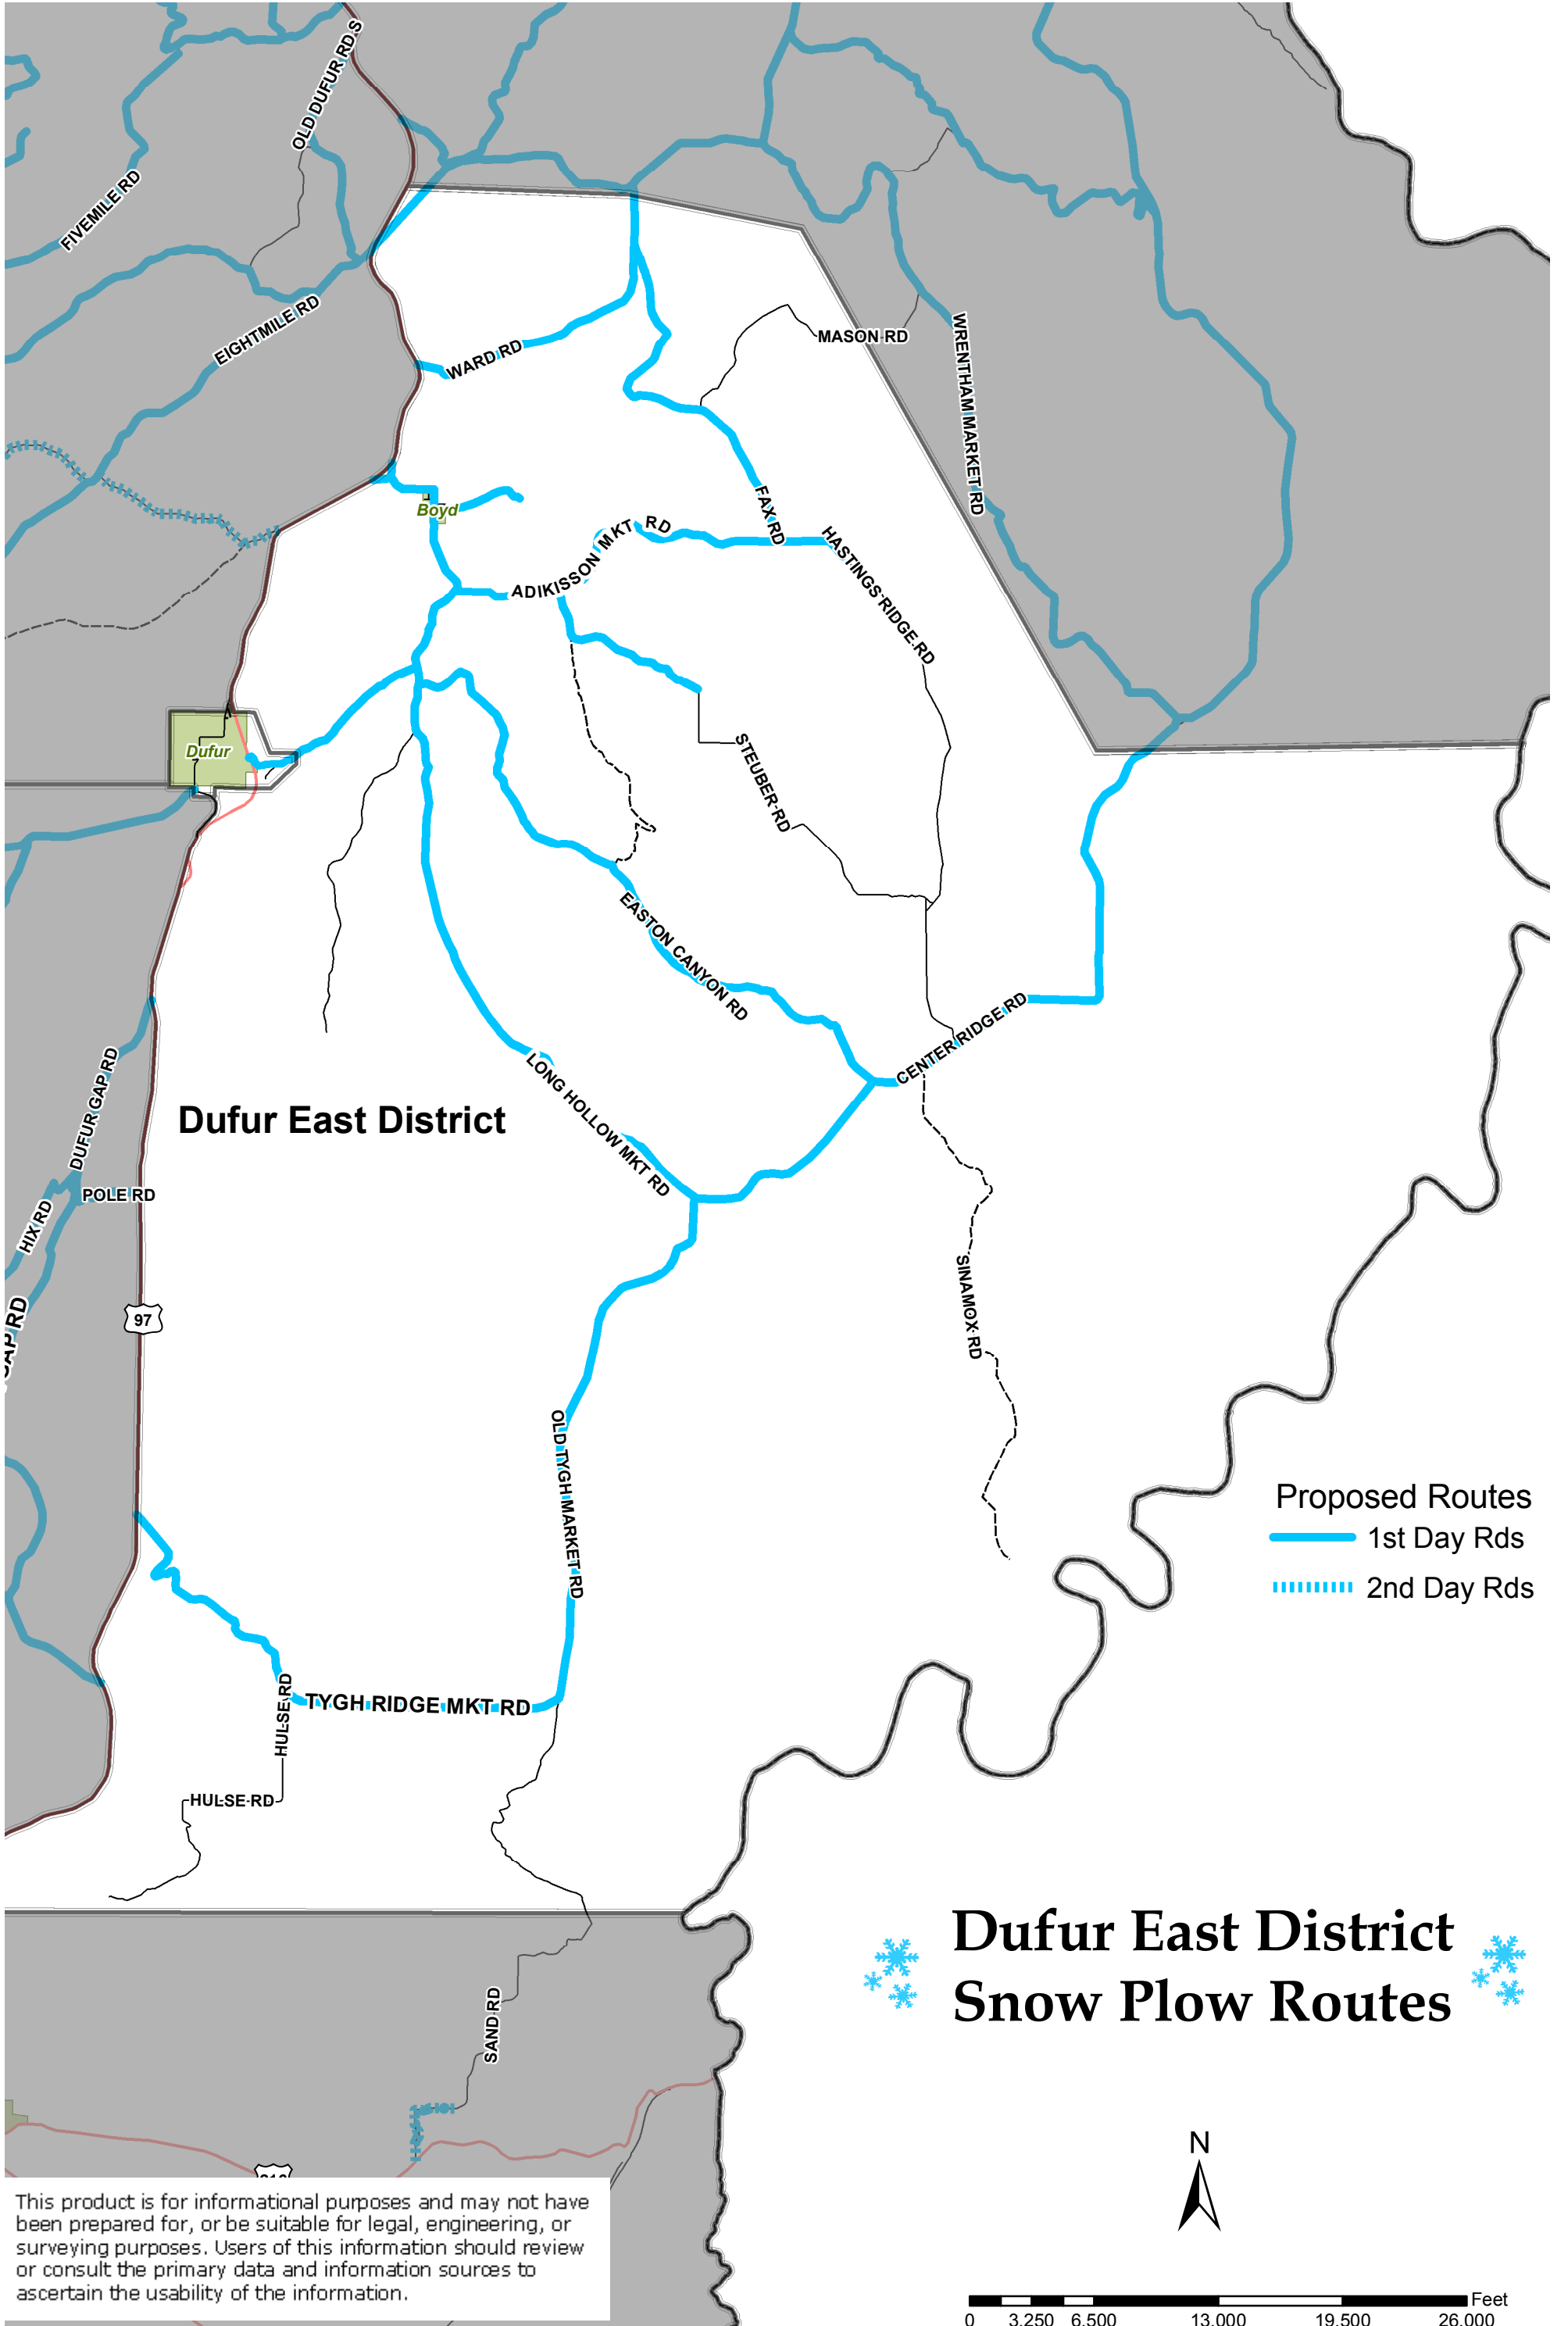 OLD DUFUR RD S
FIVEMILE RD
EIGHTMILE RD
WARD RD
MASON RD
WRENTHAM MARKET RD
Boyd
FAX RD
ADIKISSON MKT RD
HASTINGS RIDGE RD
Dufur
STEUBER RD
EASTON CANYON RD
CENTER RIDGE RD
DUFUR GAP RD
LONG HOLLOW MKT RD
Dufur East District
POLE RD
HIX RD
GAP RD
97
SINAMOX RD
OLD TYGH MARKET RD
Proposed Routes
1st Day Rds
2nd Day Rds
HULSE RD
TYGH RIDGE MKT RD
HULSE RD
Dufur East District
Snow Plow Routes
SAND RD
N
This product is for informational purposes and may not have
been prepared for, or be suitable for legal, engineering, or
surveying purposes. Users of this information should review
or consult the primary data and information sources to
ascertain the usability of the information.
Feet
0 3,250 6,500 13,000 19,500 26,000